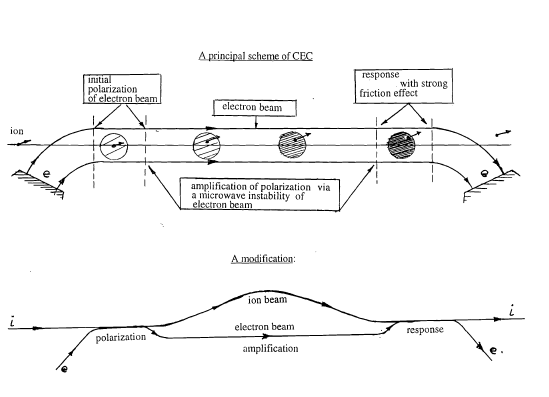 A principal scheme of CEC
initial
polarization
of electron beam
response
with strong
friction effect
electron beam
ion
e
e
amplification of polarization via
a microwave instability of
electron beam
A modification:
ion beam
i
i
electron beam
polarization
response
amplification
e
e.